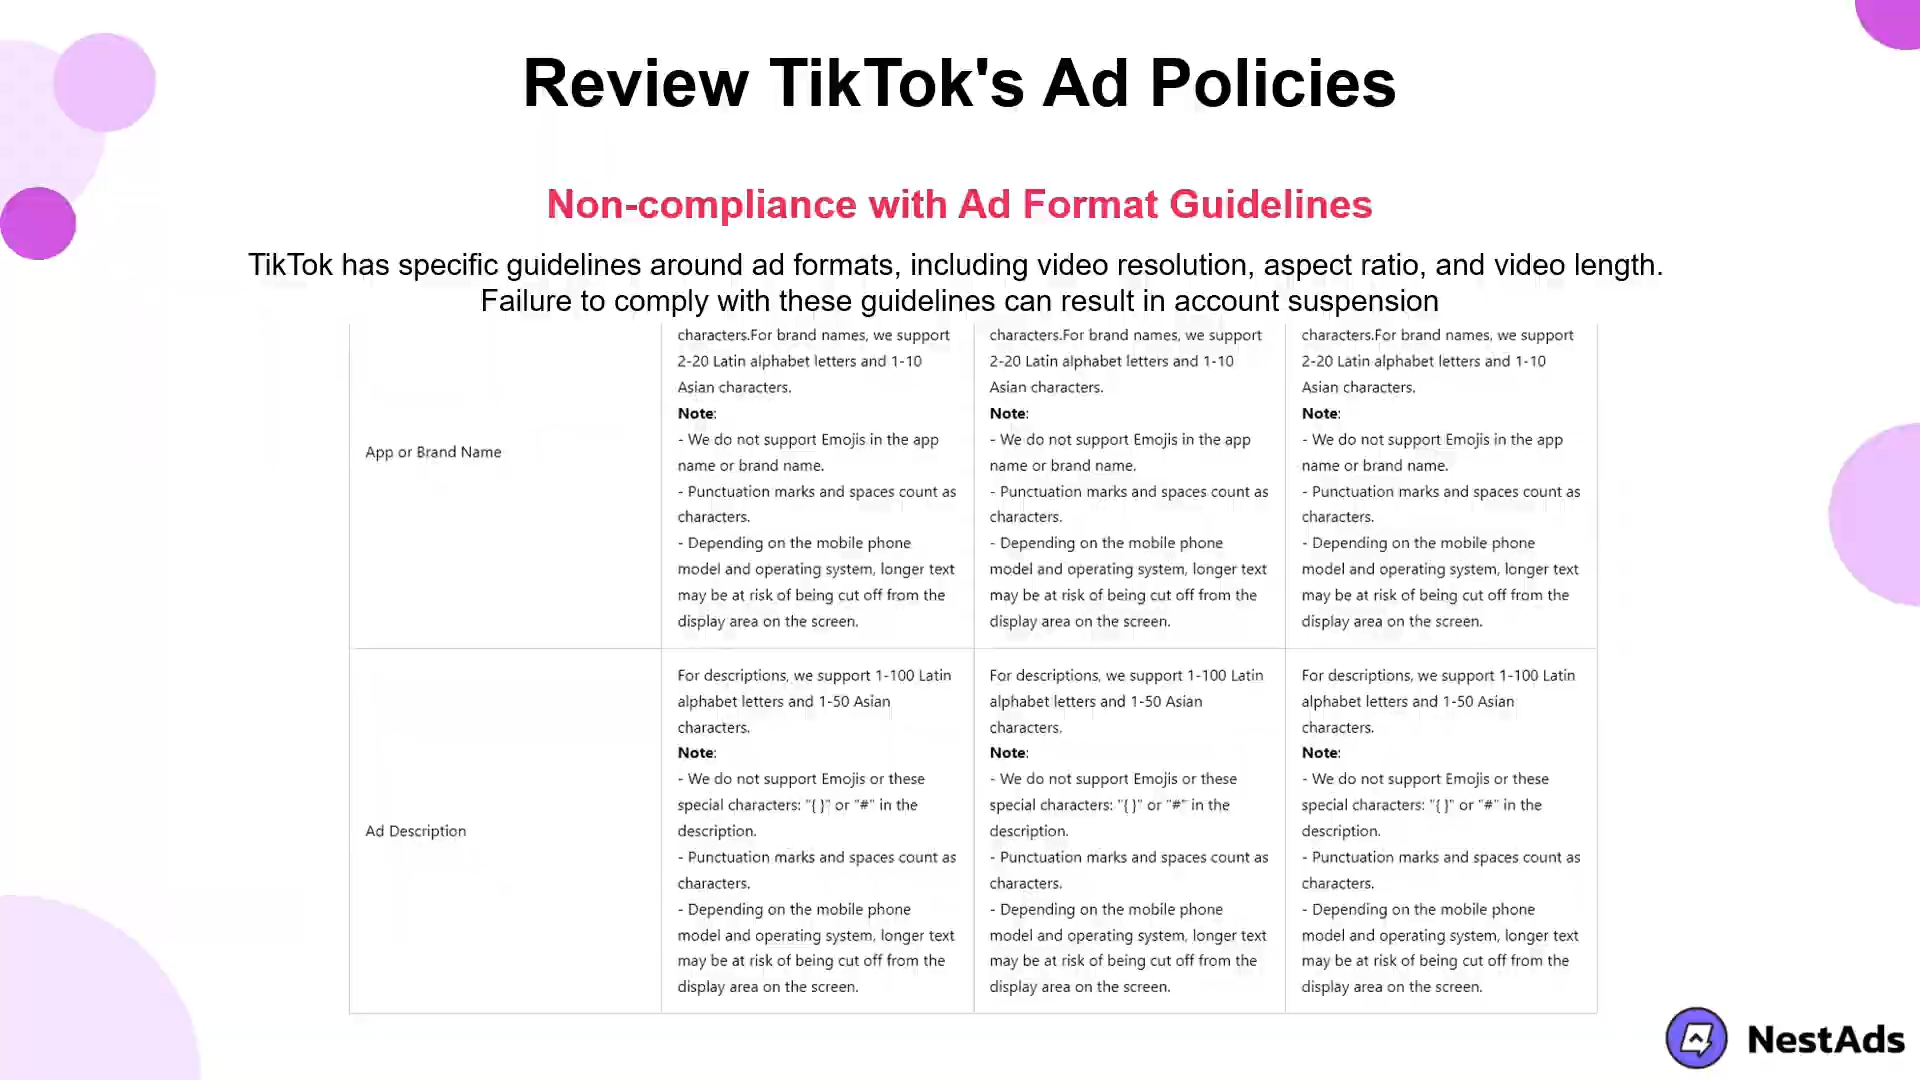 Review TikTok's Ad Policies
Non-compliance with Ad Format Guidelines
TikTok has specific guidelines around ad formats, including video resolution, aspect ratio, and video length.
Failure to comply with these guidelines can result in account suspension
App or Brand Name
characters.For brand names, we support
2-20 Latin alphabet letters and 1-10
Asian characters.
Note:
- We do not support Emojis in the app
name or brand name.
- Punctuation marks and spaces count as
characters.
- Depending on the mobile phone
model and operating system, longer text
may be at risk of being cut off from the
display area on the screen.
characters.For brand names, we support
2-20 Latin alphabet letters and 1-10
Asian characters.
Note:
- We do not support Emojis in the app
name or brand name.
- Punctuation marks and spaces count as
characters.
- Depending on the mobile phone
model and operating system, longer text
may be at risk of being cut off from the
display area on the screen.
characters.For brand names, we support
2-20 Latin alphabet letters and 1-10
Asian characters.
Note:
- We do not support Emojis in the app
name or brand name.
- Punctuation marks and spaces count as
characters.
- Depending on the mobile phone
model and operating system, longer text
may be at risk of being cut off from the
display area on the screen.
Ad Description
For descriptions, we support 1-100 Latin
alphabet letters and 1-50 Asian
characters.
Note:
- We do not support Emojis or these
special characters: "{ }" or "#" in the
description.
- Punctuation marks and spaces count as
characters.
- Depending on the mobile phone
model and operating system, longer text
may be at risk of being cut off from the
display area on the screen.
For descriptions, we support 1-100 Latin
alphabet letters and 1-50 Asian
characters.
Note:
- We do not support Emojis or these
special characters: "{ }" or "#" in the
description.
- Punctuation marks and spaces count as
characters.
- Depending on the mobile phone
model and operating system, longer text
may be at risk of being cut off from the
display area on the screen.
For descriptions, we support 1-100 Latin
alphabet letters and 1-50 Asian
characters.
Note:
- We do not support Emojis or these
special characters: "{ }" or "#" in the
description.
- Punctuation marks and spaces count as
characters.
- Depending on the mobile phone
model and operating system, longer text
may be at risk of being cut off from the
display area on the screen.
NestAds